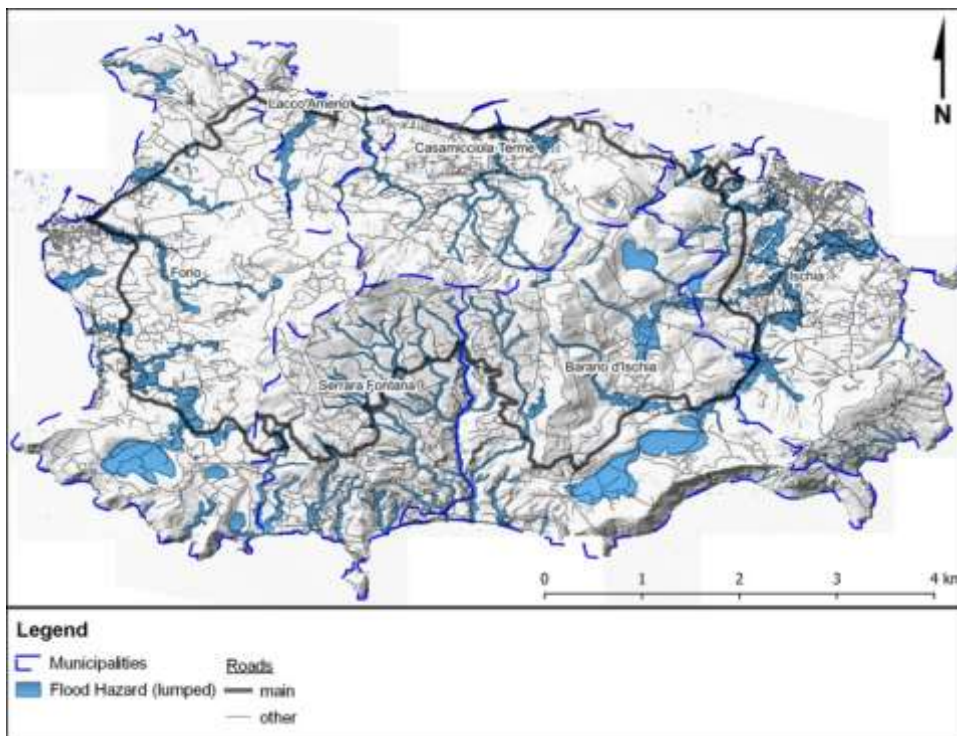 N
Lacco Ameno
Casamicciola Terme
Forio
Ischia
Barano d'Ischia
Serrara Fontana
0 1 2 3 4 km
Legend
Municipalities
Flood Hazard (lumped)
Roads
main
other